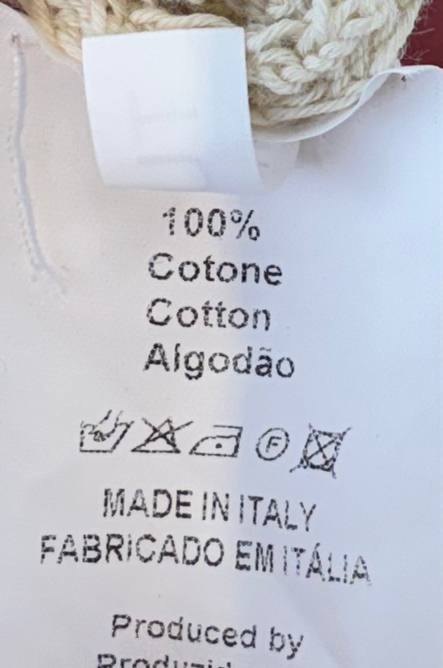 100%
Cotone
Cotton
Algodão
F
MADE IN ITALY
FABRICADO EM ITÁLIA
Produced by